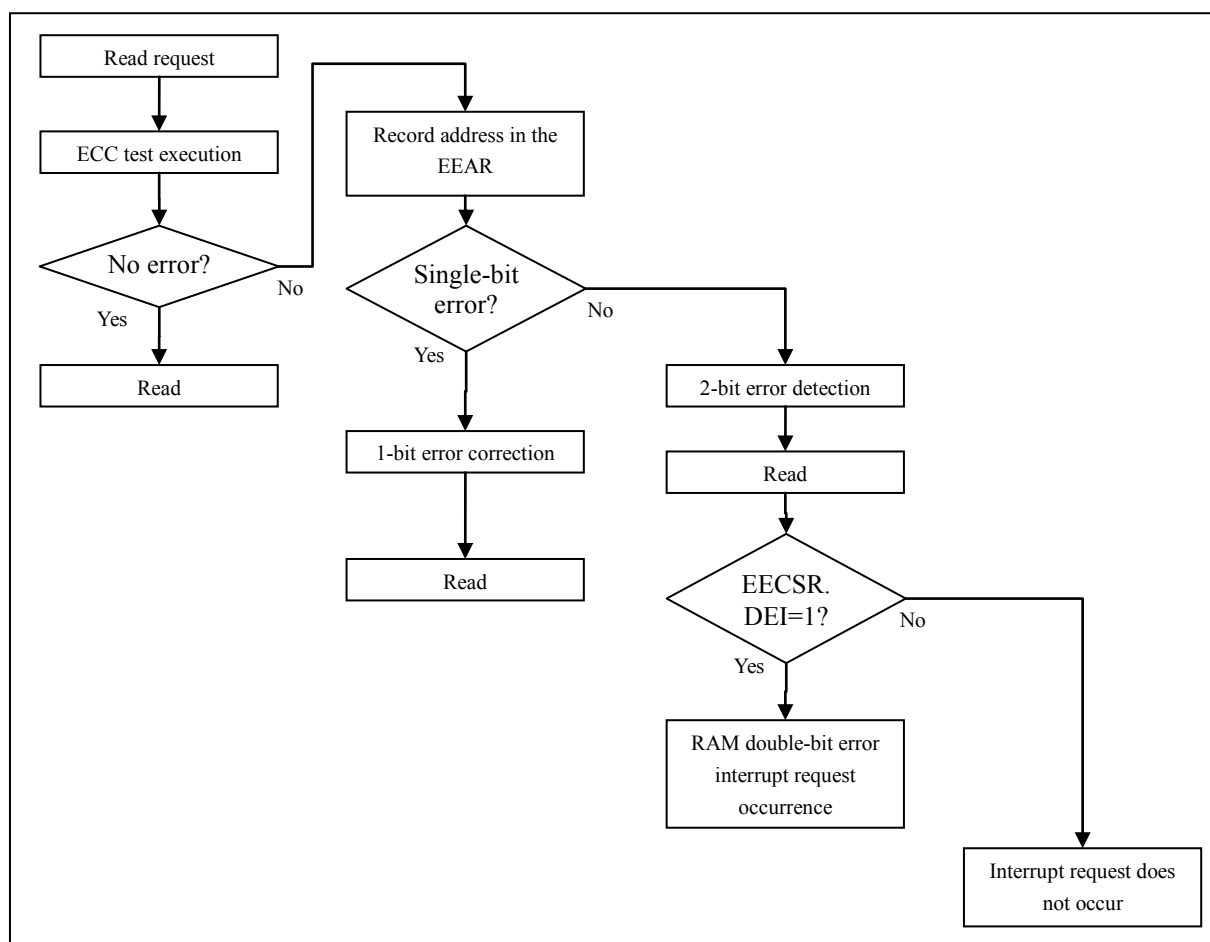 Read request
ECC test execution
No error?
No
Yes
Read
Record address in the
EEAR
Single-bit
error?
No
Yes
1-bit error correction
Read
2-bit error detection
Read
EECSR.
DEI=1?
No
Yes
RAM double-bit error
interrupt request
occurrence
Interrupt request does
not occur